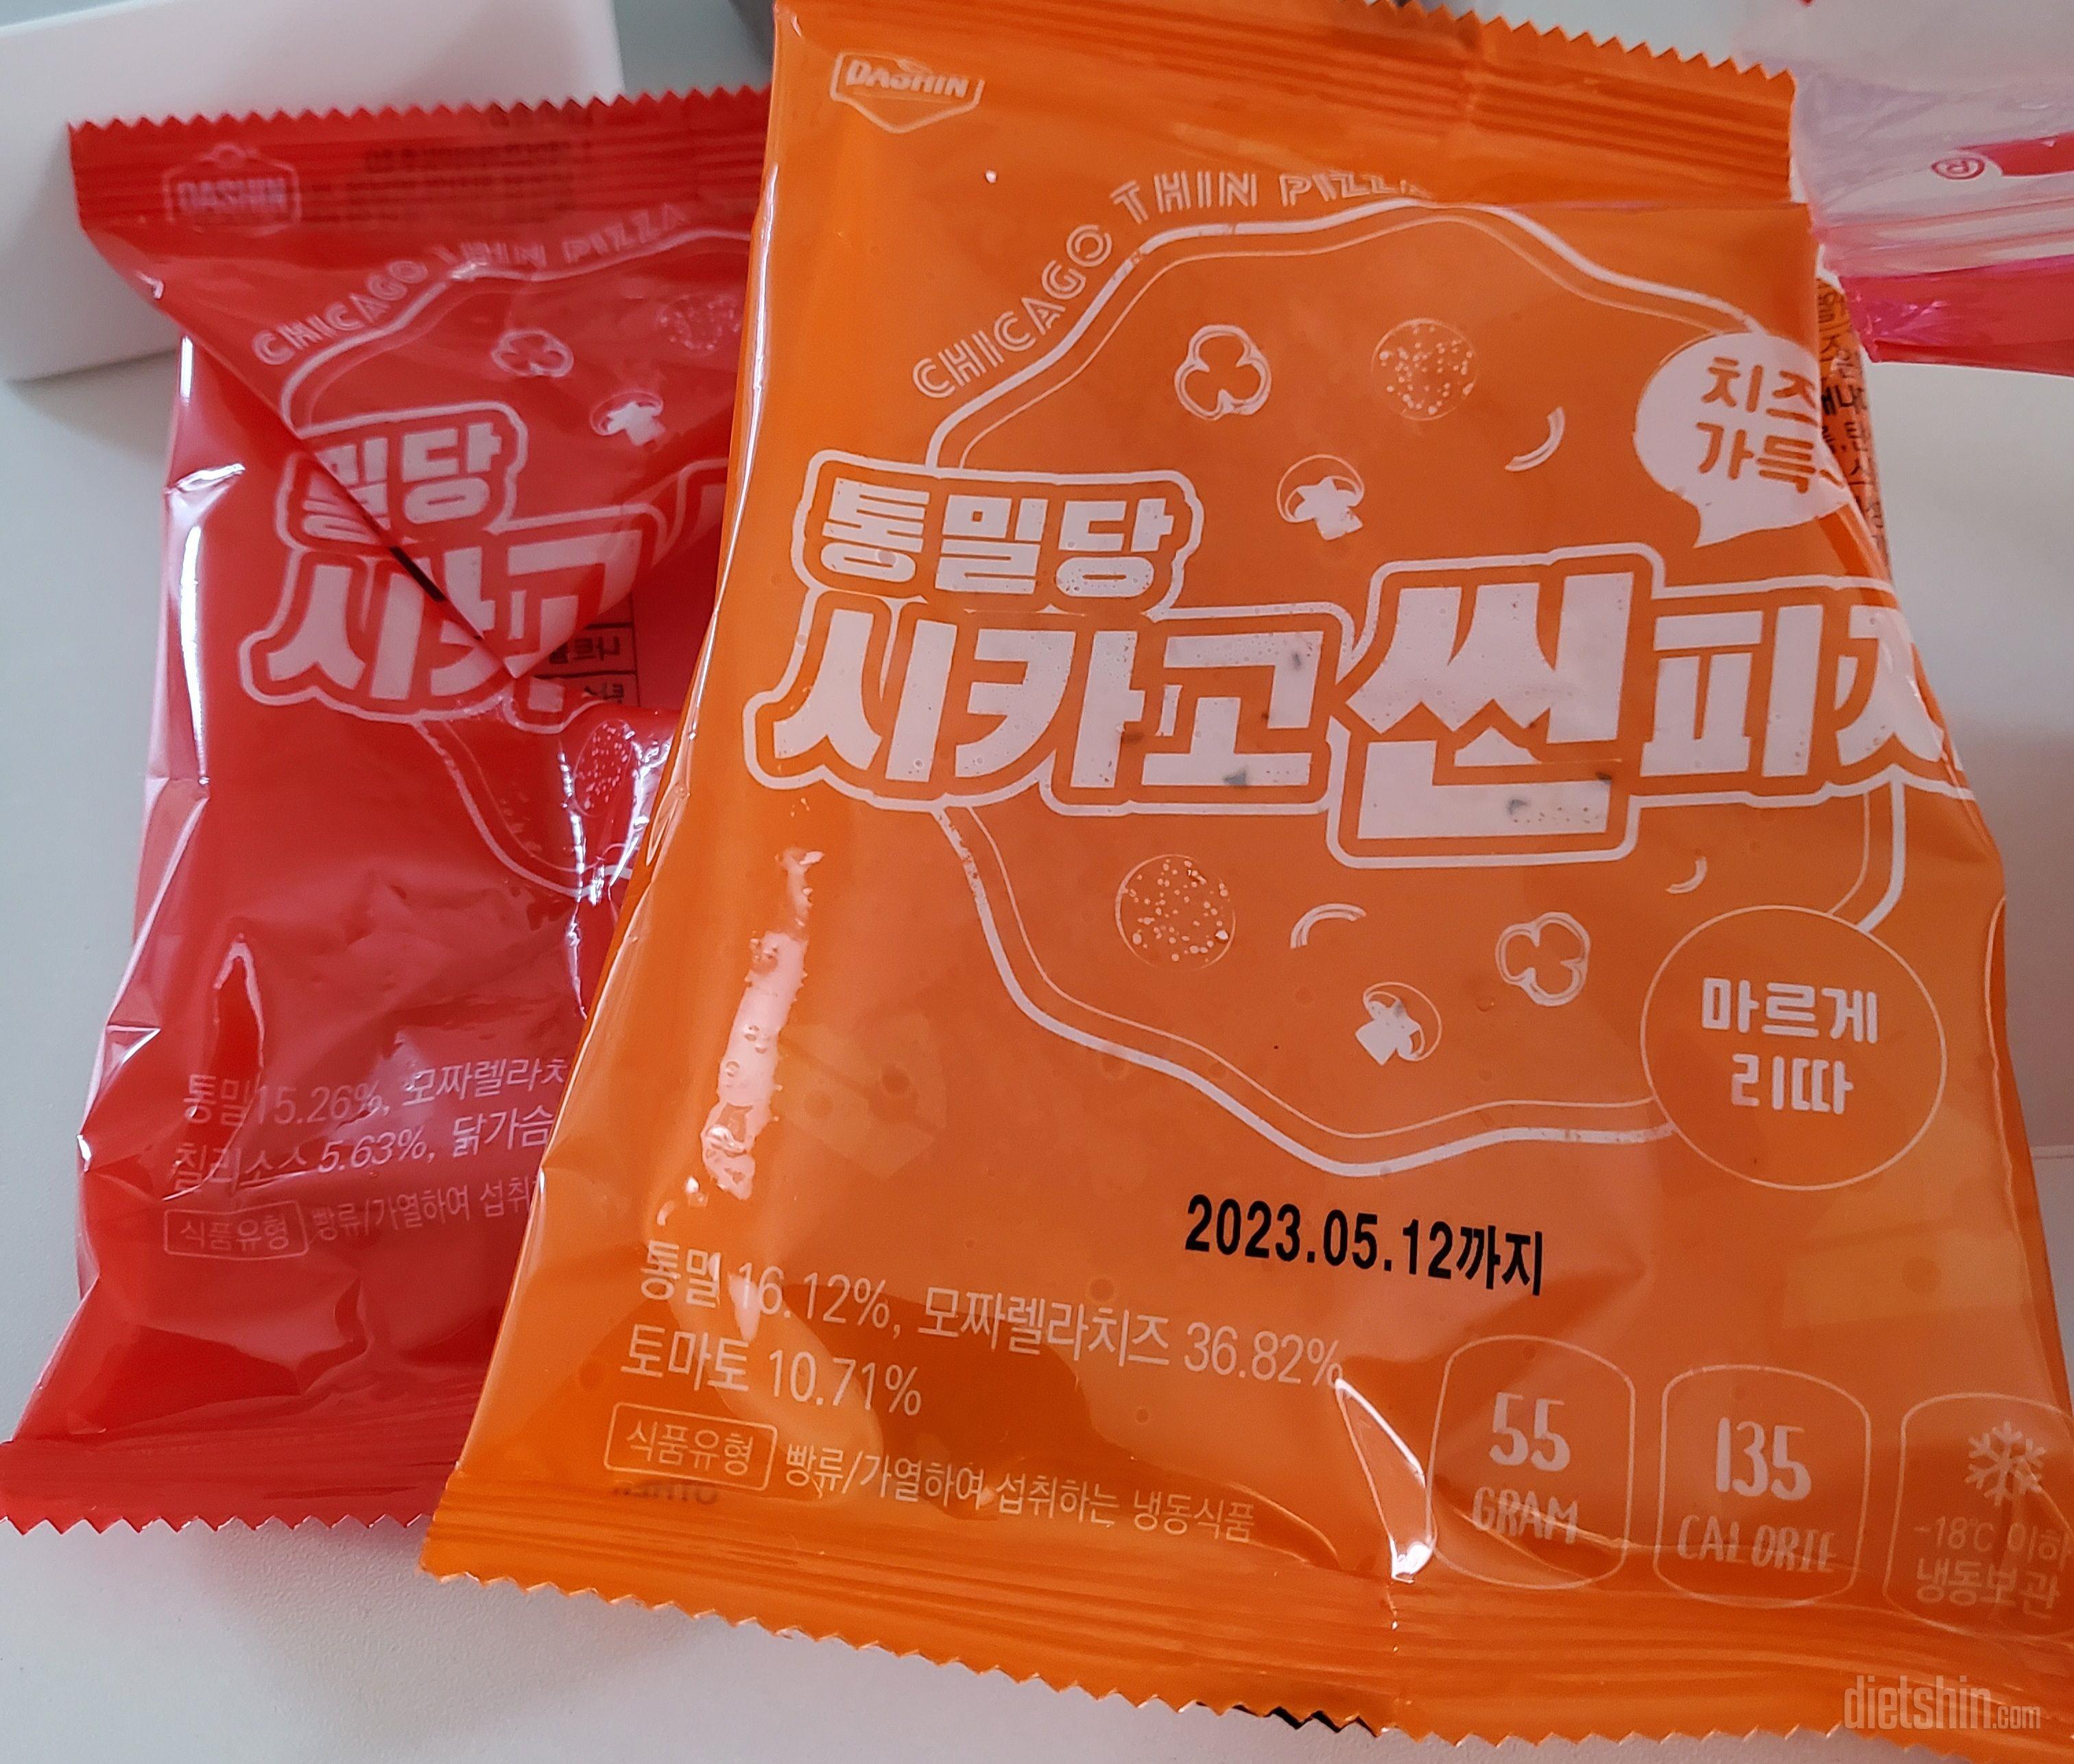 DASHIN
CHICAGO THIN PIZZA
밀당
시카고
통밀 15.26%, 모짜렐라치
칠리소스 5.63%, 닭가슴
식품유형 빵류/가열하여 섭취
DASHIN
CHICAGO THIN PIZZA
치즈
가득
통밀당
시카고 씬 피자
마르게
리따
2023.05.12까지
통밀 16.12%, 모짜렐라치즈 36.82%,
토마토 10.71%
식품유형 빵류/가열하여 섭취하는 냉동식품
55
GRAM
135
CALORIE
-18℃ 이하
냉동보관
®
dietshin.com